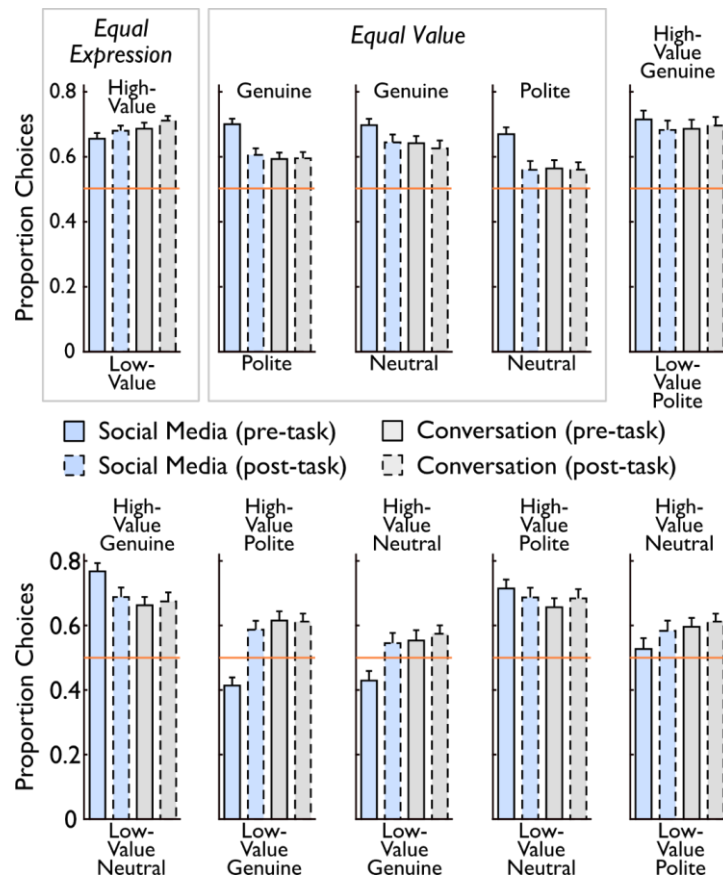 Equal
Expression
Equal Value
High-
Value
Genuine
High-
Value
Genuine
Genuine
Polite
Proportion Choices
0.8
0.6
0.4
0.2
0
Low-
Value
Polite
Neutral
Neutral
Low-
Value
Polite
Social Media (pre-task)
Conversation (pre-task)
Social Media (post-task)
Conversation (post-task)
High-
Value
Genuine
High-
Value
Polite
High-
Value
Neutral
High-
Value
Polite
High-
Value
Neutral
Proportion Choices
0.8
0.6
0.4
0.2
0
Low-
Value
Neutral
Low-
Value
Genuine
Low-
Value
Genuine
Low-
Value
Neutral
Low-
Value
Polite